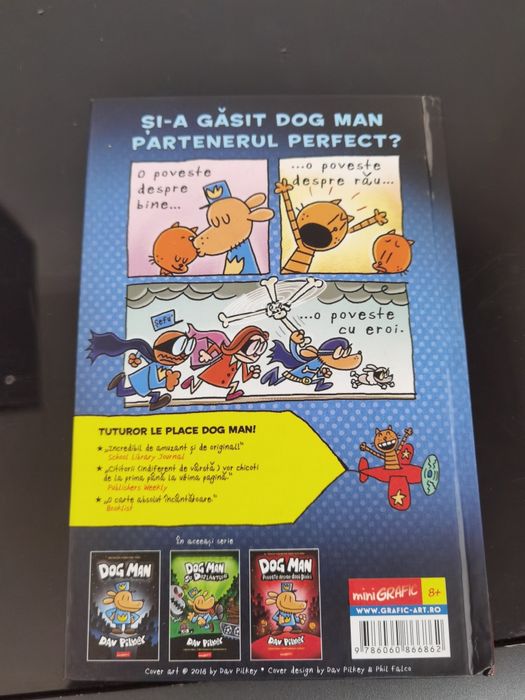 ȘI-A GĂSIT DOG MAN
PARTENERUL PERFECT?
O poveste
despre
bine...
...o poveste
despre rău...
Șefu'
...o poveste
cu eroi.
TUTUROR LE PLACE DOG MAN!
★ „Incredibil de amuzant și de original!”
School Library Journal
★ „Cititorii (indiferent de vârstă) vor chicoti
de la prima până la ultima pagină.”
Publishers Weekly
★ „O carte absolut încântătoare.”
Booklist
În aceeași serie
DOG MAN
DAV PILKEY
DOG MAN
ȘI DEZLĂNȚUIT
DAV PILKEY
DOG MAN
DAV PILKEY
miniGRAFIC 8+
WWW.GRAFIC-ART.RO
9 786060 866862
Cover art © 2018 by Dav Pilkey • Cover design by Dav Pilkey & Phil Falco